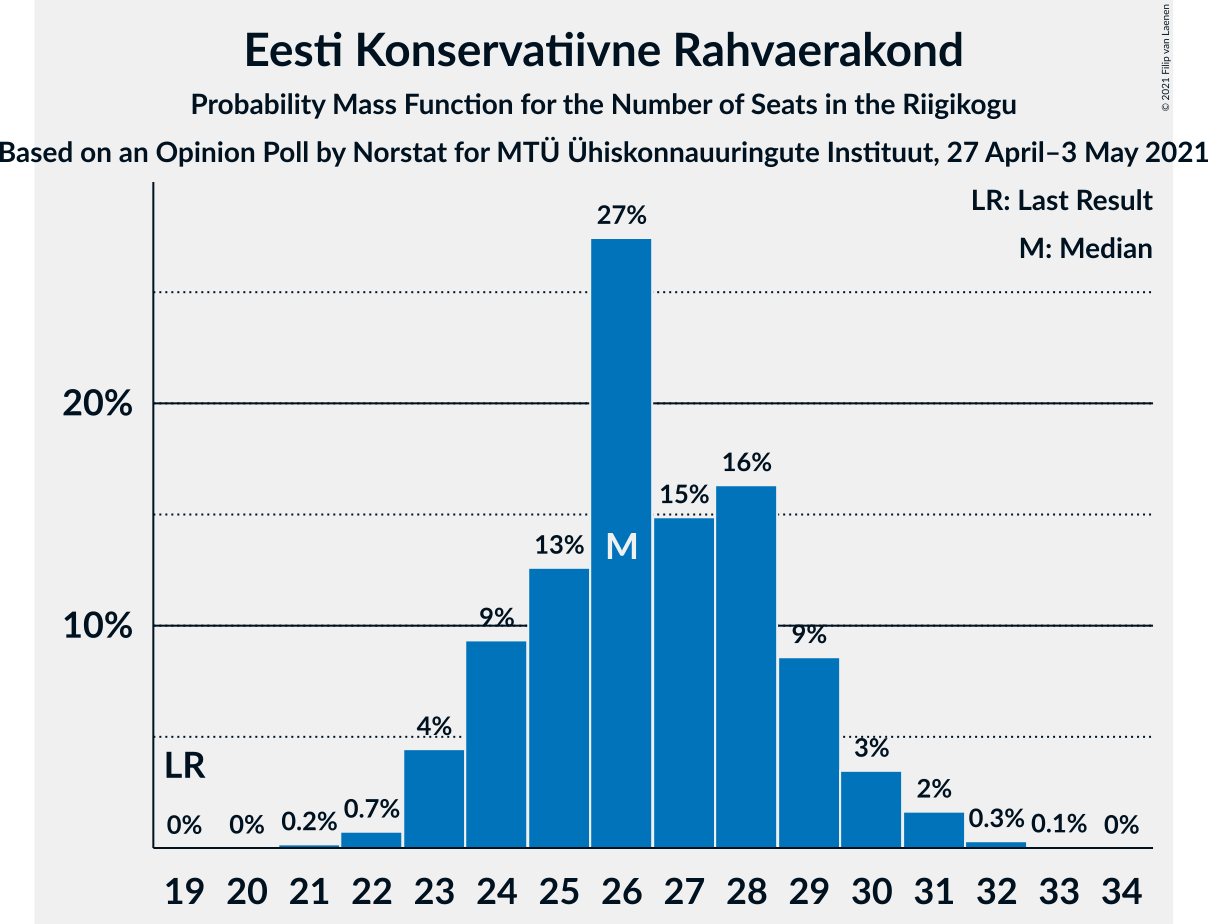 Eesti Konservatiivne Rahvaerakond
Probability Mass Function for the Number of Seats in the Riigikogu
Based on an Opinion Poll by Norstat for MTÜ Ühiskonnauuringute Instituut, 27 April–3 May 2021
© 2021 Filip van Laenen
LR: Last Result
M: Median
27%
20%
16%
15%
13%
M
10%
9%
9%
4%
3%
LR
2%
0%
0%
0.2%
0.7%
0.3%
0.1%
0%
19 20 21 22 23 24 25 26 27 28 29 30 31 32 33 34